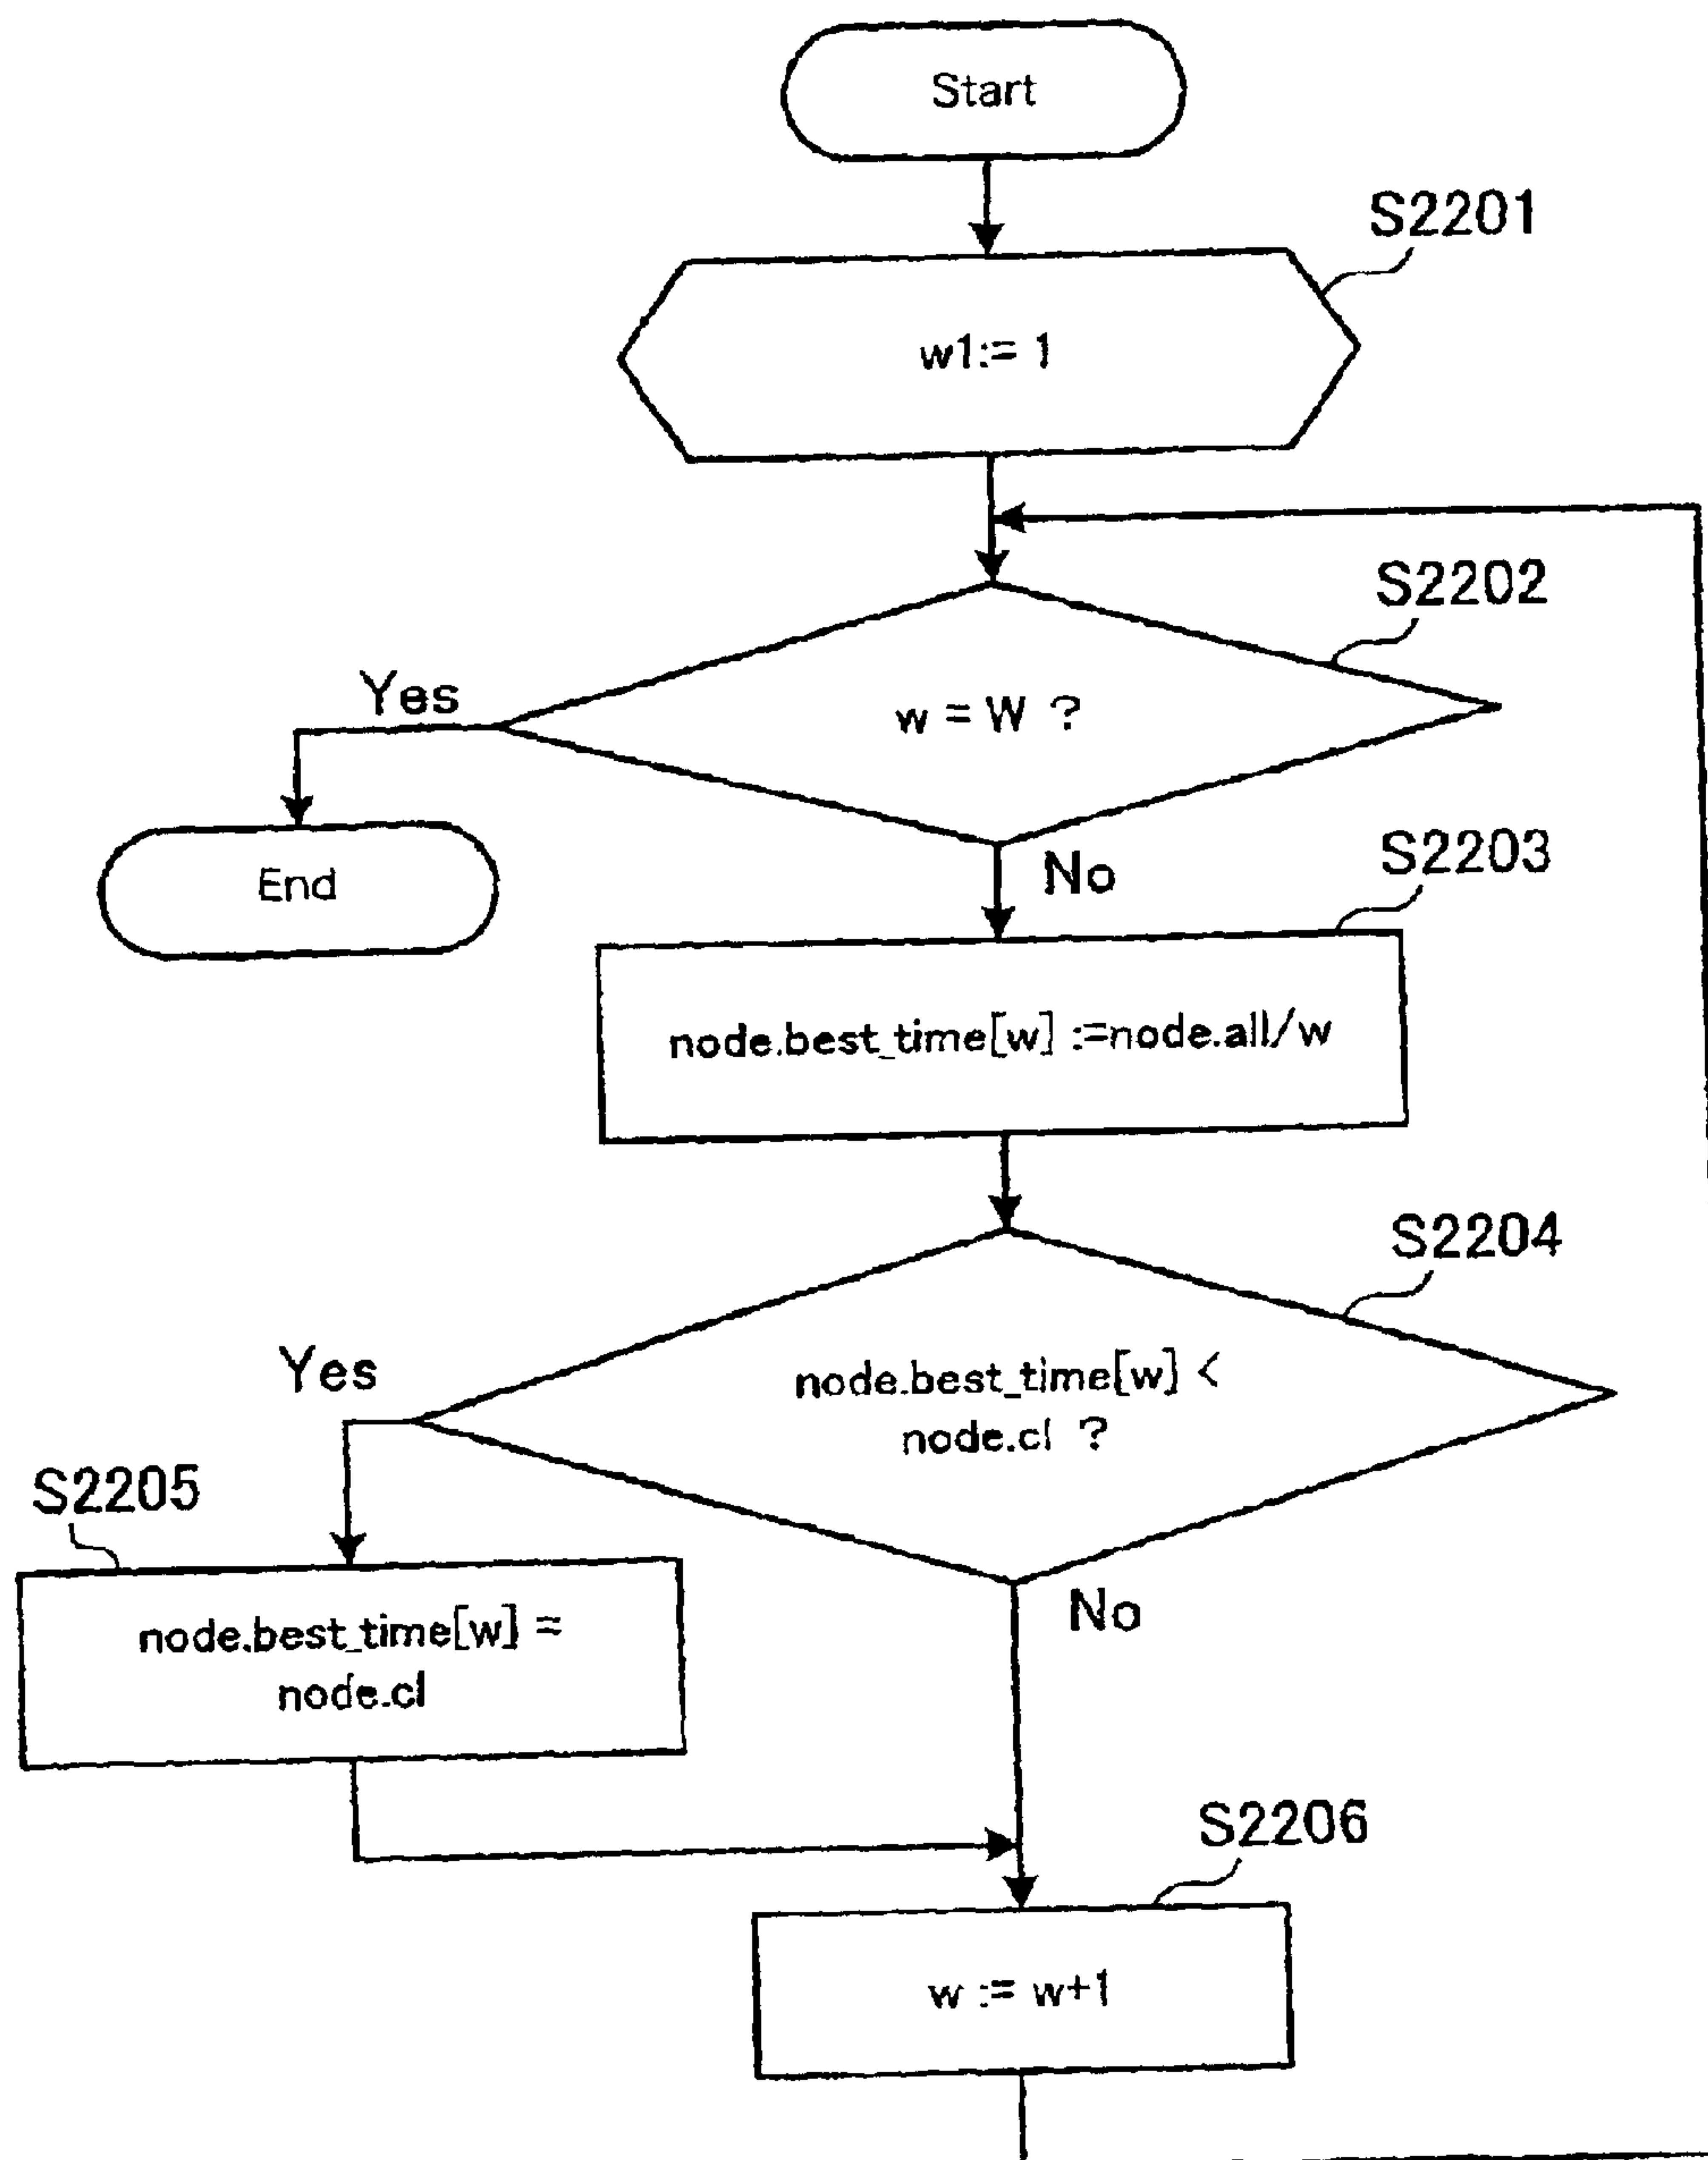 Start
S2201
w1:= 1
S2202
Yes
w = W ?
End
No
S2203
node.best_time[w] :=node.all/w
S2204
Yes
node.best_time[w] <
node.cl ?
S2205
No
node.best_time[w] =
node.cl
S2206
w := w+1